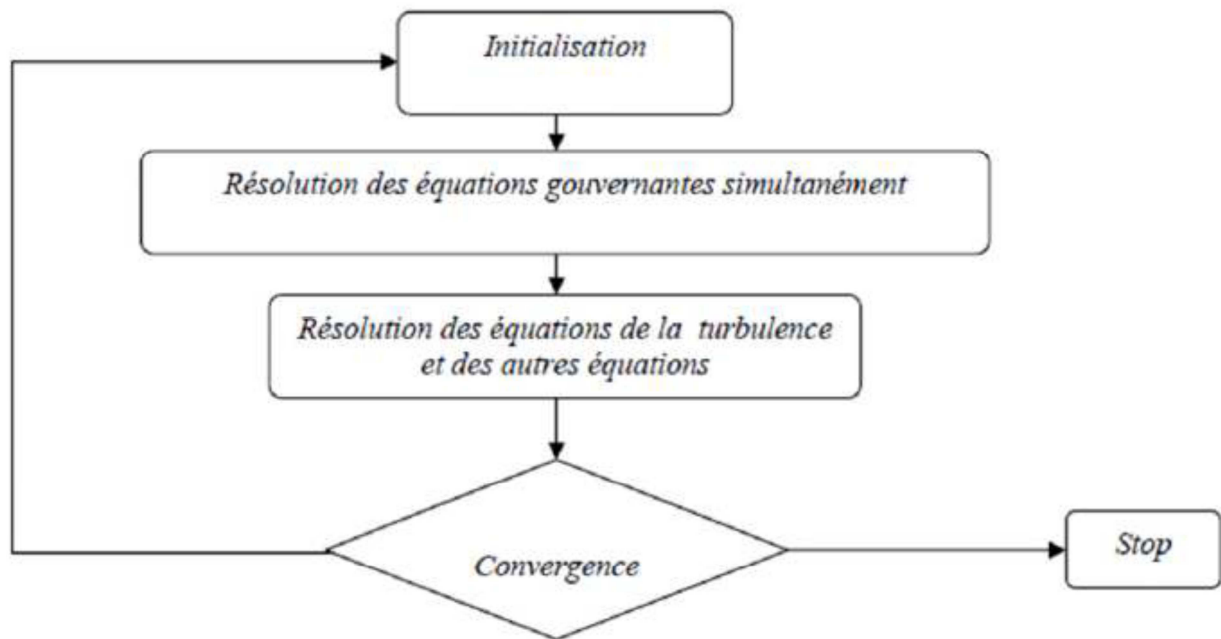 Initialisation
Résolution des équations gouvernantes simultanément
Résolution des équations de la turbulence
et des autres équations
Convergence
Stop